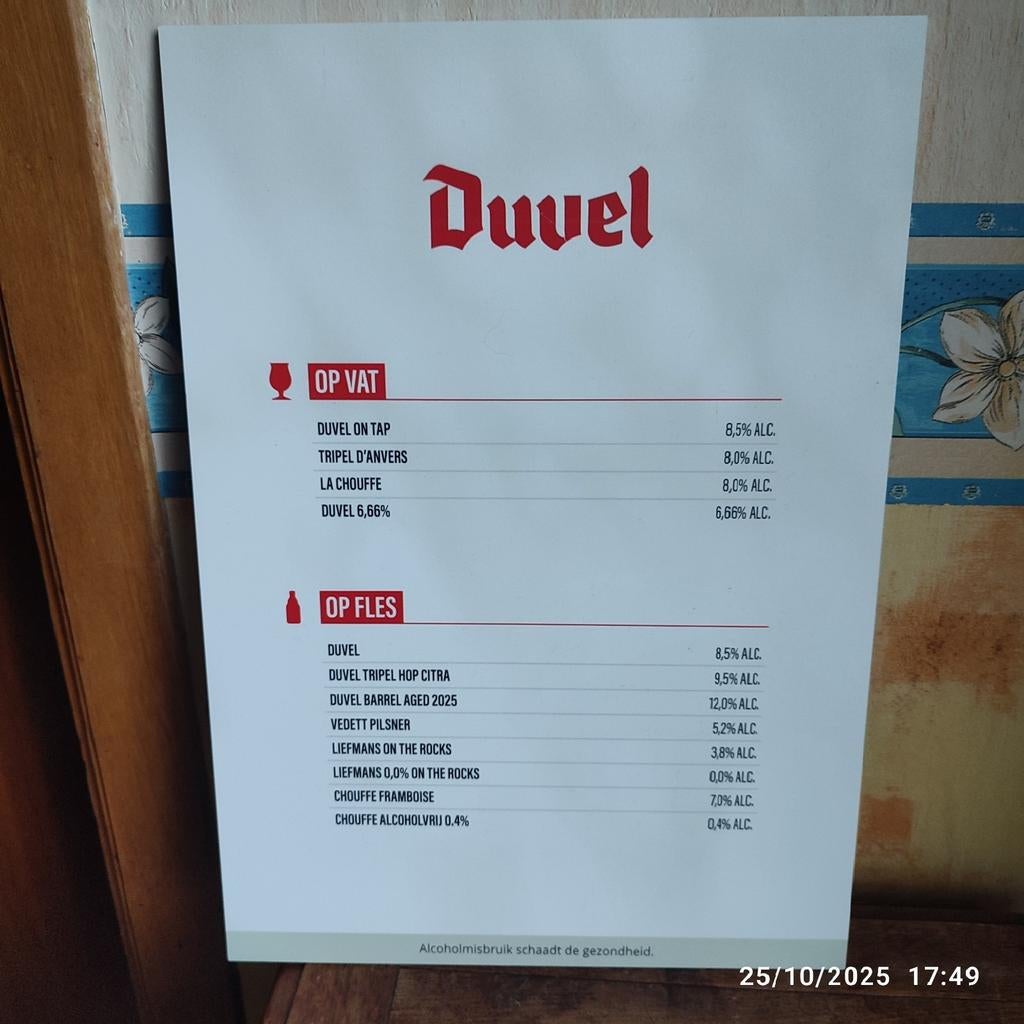 Duvel
OP VAT
DUVEL ON TAP 8,5% ALC.
TRIPEL D'ANVERS 8,0% ALC.
LA CHOUFFE 8,0% ALC.
DUVEL 6,66% 6,66% ALC.
OP FLES
DUVEL 8,5% ALC.
DUVEL TRIPEL HOP CITRA 9,5% ALC.
DUVEL BARREL AGED 2025 12,0% ALC.
VEDETT PILSNER 5,2% ALC.
LIEFMANS ON THE ROCKS 3,8% ALC.
LIEFMANS 0,0% ON THE ROCKS 0,0% ALC.
CHOUFFE FRAMBOISE 7,0% ALC.
CHOUFFE ALCOHOLVRIJ 0.4% 0,4% ALC.
Alcoholmisbruik schaadt de gezondheid.
25/10/2025 17:49